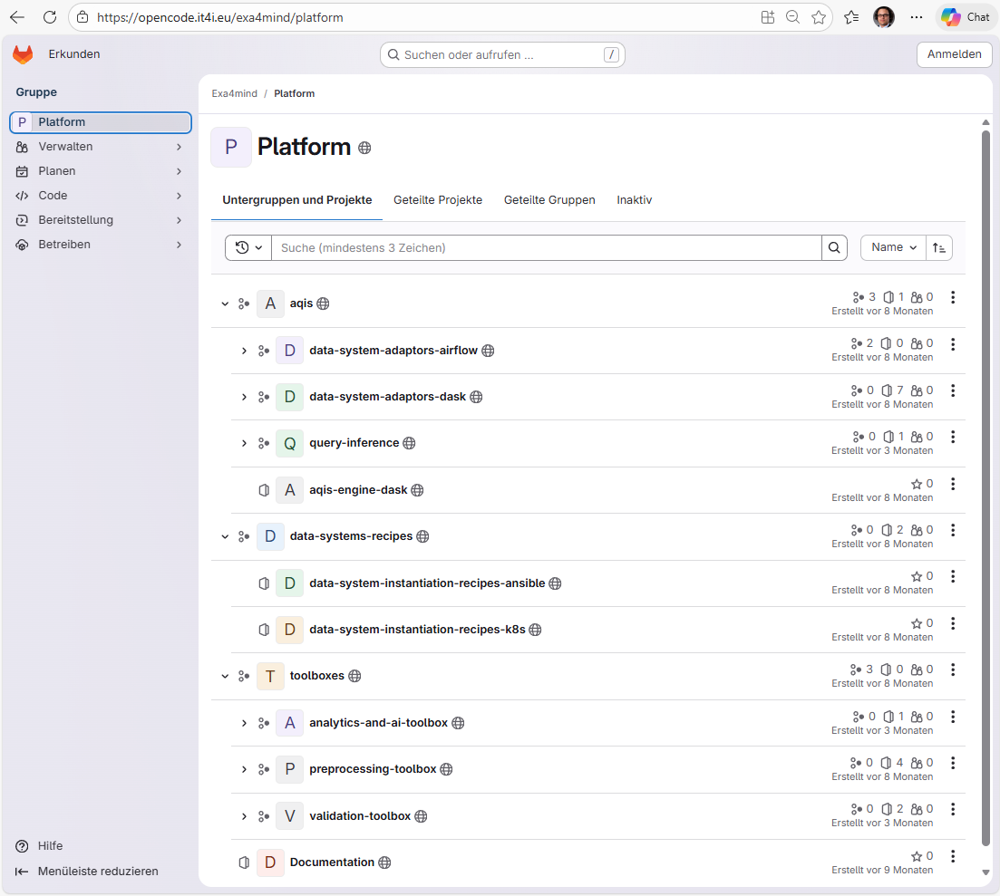 https://opencode.it4i.eu/exa4mind/platform
Chat
Erkunden
Suchen oder aufrufen ...
/
Anmelden
Gruppe
P Platform
Verwalten
Planen
Code
Bereitstellung
Betreiben
Hilfe
Menüleiste reduzieren
Exa4mind / Platform
P Platform
Untergruppen und Projekte Geteilte Projekte Geteilte Gruppen Inaktiv
Suche (mindestens 3 Zeichen) Name
A aqis 3 1 0
Erstellt vor 8 Monaten
D data-system-adaptors-airflow 2 0 0
Erstellt vor 8 Monaten
D data-system-adaptors-dask 0 7 0
Erstellt vor 8 Monaten
Q query-inference 0 1 0
Erstellt vor 3 Monaten
A aqis-engine-dask 0
Erstellt vor 8 Monaten
D data-systems-recipes 0 2 0
Erstellt vor 8 Monaten
D data-system-instantiation-recipes-ansible 0
Erstellt vor 8 Monaten
D data-system-instantiation-recipes-k8s 0
Erstellt vor 8 Monaten
T toolboxes 3 0 0
Erstellt vor 8 Monaten
A analytics-and-ai-toolbox 0 1 0
Erstellt vor 3 Monaten
P preprocessing-toolbox 0 4 0
Erstellt vor 8 Monaten
V validation-toolbox 0 2 0
Erstellt vor 3 Monaten
D Documentation 0
Erstellt vor 9 Monaten